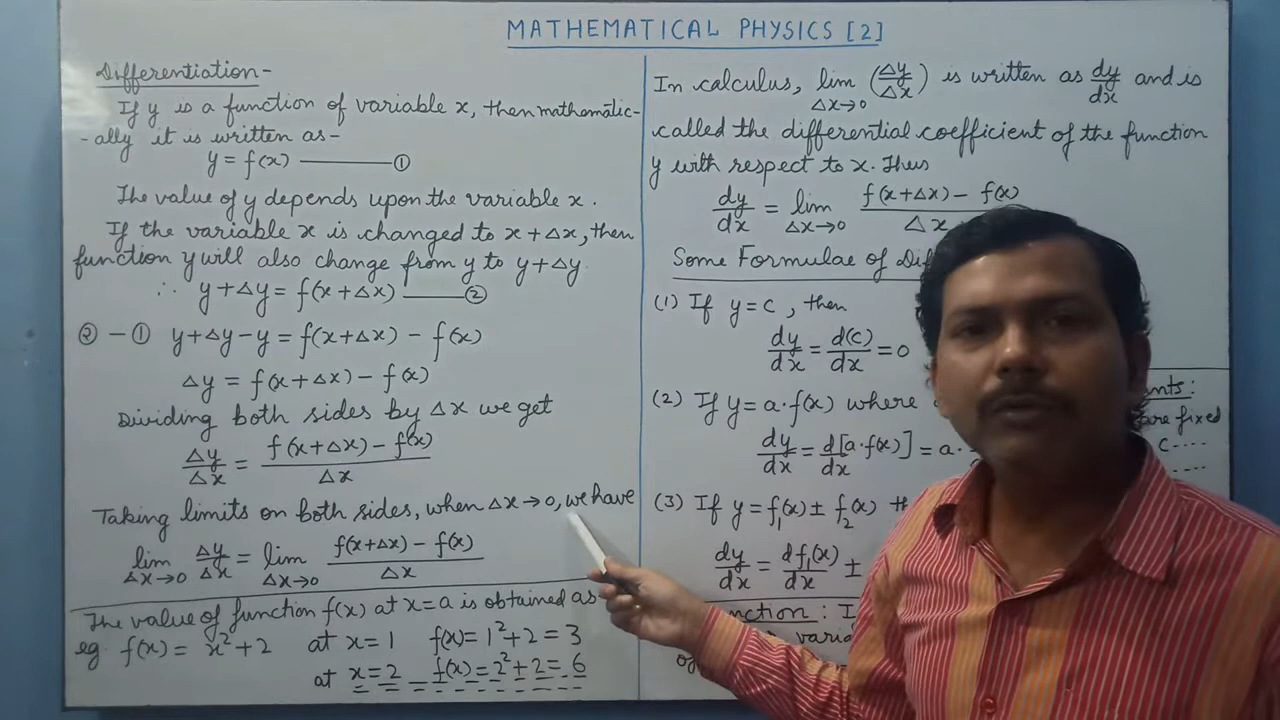 MATHEMATICAL PHYSICS [2]
Differentiation-
If y is a function of variable x, then mathematic-
-ally it is written as-
y = f(x) ———— ①
The value of y depends upon the variable x.
If the variable x is changed to x + Δx, then
function y will also change from y to y + Δy
∴ y + Δy = f(x + Δx) ——— ②
② - ① y + Δy - y = f(x + Δx) - f(x)
Δy = f(x + Δx) - f(x)
Dividing both sides by Δx we get
Δy/Δx = (f(x + Δx) - f(x))/Δx
Taking limits on both sides, when Δx → 0, we have
lim Δx→0 Δy/Δx = lim Δx→0 (f(x+Δx) - f(x))/Δx
The value of function f(x) at x = a is obtained as
eg f(x) = x² + 2 at x = 1 f(x) = 1² + 2 = 3
at x = 2 f(x) = 2² + 2 = 6
In calculus, lim Δx→0 (Δy/Δx) is written as dy/dx and is
called the differential coefficient of the function
y with respect to x. Thus
dy/dx = lim Δx→0 (f(x+Δx) - f(x))/Δx
Some Formulae of
(1) If y = c, then
dy/dx = d(c)/dx = 0
(2) If y = a·f(x) where
dy/dx = d[a·f(x)]/dx = a·
(3) If y = f₁(x) ± f₂(x)
dy/dx = df₁(x)/dx ±
are fixed
c ....